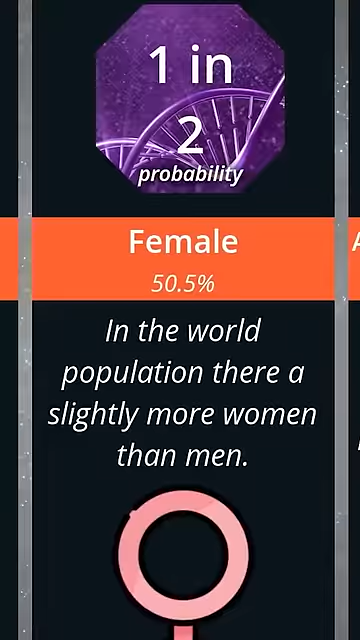 1 in
2
probability
Female
50.5%
In the world
population there a
slightly more women
than men.